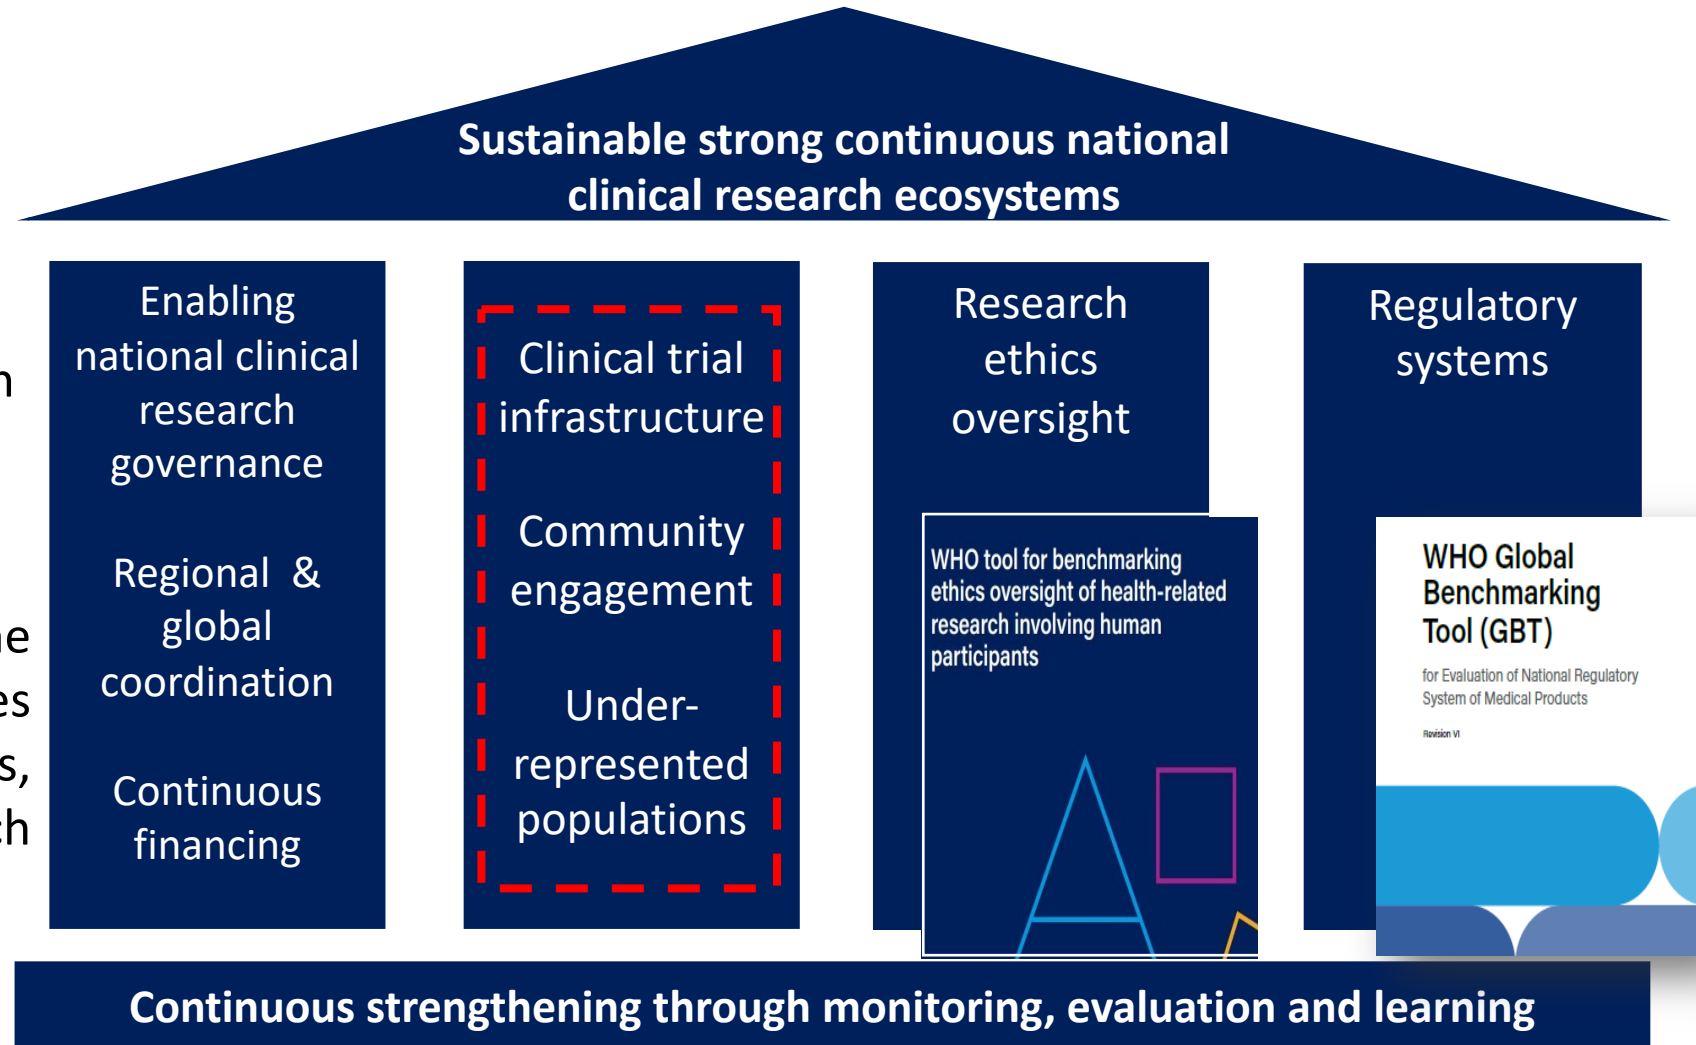 Sustainable strong continuous national
clinical research ecosystems
Enabling
national clinical
research
governance
Regional & 
global
coordination
Continuous
financing
Clinical trial
infrastructure
Community
engagement
Under-
represented
populations
Research
ethics
oversight
WHO tool for benchmarking
ethics oversight of health-related
research involving human
participants
Regulatory
systems
WHO Global
Benchmarking
Tool (GBT)
for Evaluation of National Regulatory
System of Medical Products
Revision VI
Continuous strengthening through monitoring, evaluation and learning